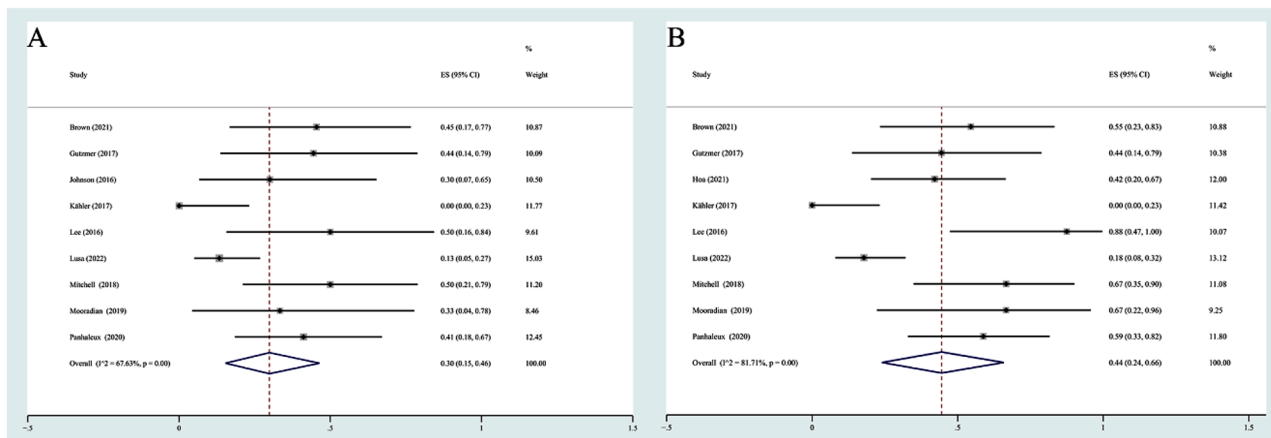 A
%
Study ES (95% CI) Weight
Brown (2021) 0.45 (0.17, 0.77) 10.87
Gutzmer (2017) 0.44 (0.14, 0.79) 10.09
Johnson (2016) 0.30 (0.07, 0.65) 10.50
Kähler (2017) 0.00 (0.00, 0.23) 11.77
Lee (2016) 0.50 (0.16, 0.84) 9.61
Lusa (2022) 0.13 (0.05, 0.27) 15.03
Mitchell (2018) 0.50 (0.21, 0.79) 11.20
Mooradian (2019) 0.33 (0.04, 0.78) 8.46
Panhaleux (2020) 0.41 (0.18, 0.67) 12.45
Overall (I^2 = 67.63%, p = 0.00) 0.30 (0.15, 0.46) 100.00
-.5 0 .5 1 1.5
B
%
Study ES (95% CI) Weight
Brown (2021) 0.55 (0.23, 0.83) 10.88
Gutzmer (2017) 0.44 (0.14, 0.79) 10.38
Hoa (2021) 0.42 (0.20, 0.67) 12.00
Kähler (2017) 0.00 (0.00, 0.23) 11.42
Lee (2016) 0.88 (0.47, 1.00) 10.07
Lusa (2022) 0.18 (0.08, 0.32) 13.12
Mitchell (2018) 0.67 (0.35, 0.90) 11.08
Mooradian (2019) 0.67 (0.22, 0.96) 9.25
Panhaleux (2020) 0.59 (0.33, 0.82) 11.80
Overall (I^2 = 81.71%, p = 0.00) 0.44 (0.24, 0.66) 100.00
-.5 0 .5 1 1.5